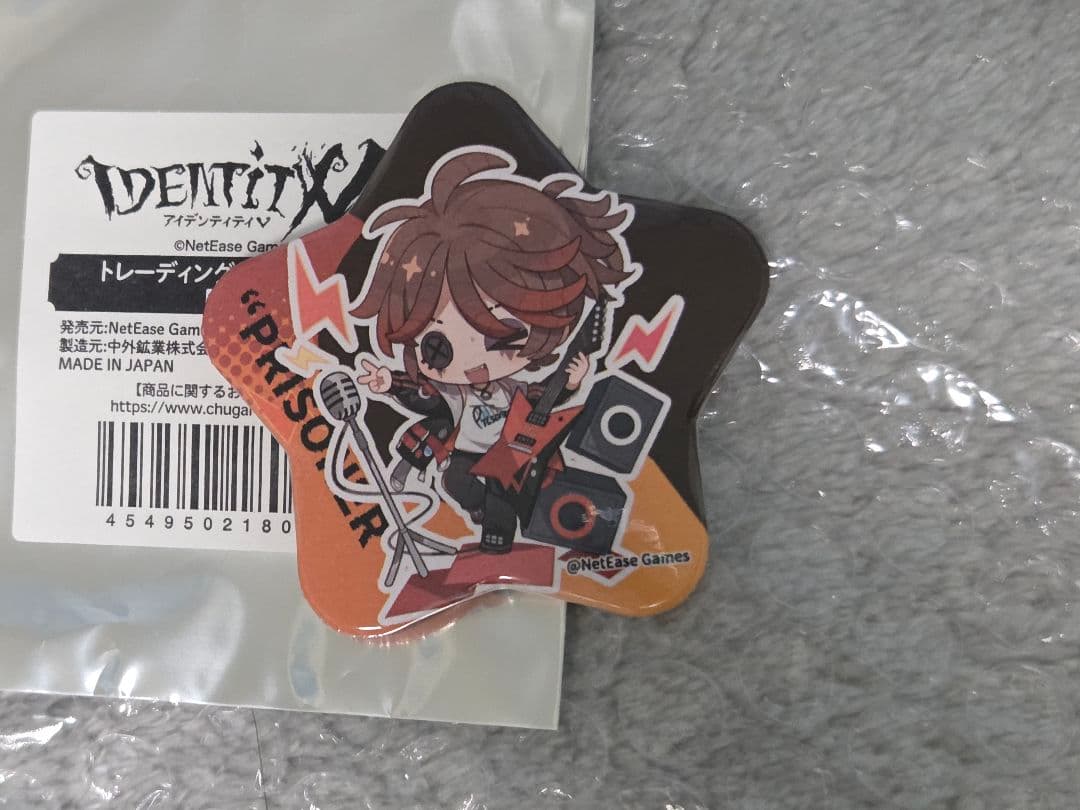 IDENTITY V
アイデンティティV
©NetEase Gam
トレーディング
発売元:NetEase Gam
製造元:中外鉱業株式会
MADE IN JAPAN
【商品に関するお
https://www.chuga
4549502180
"PRISONER
Prisoner
@NetEase Games